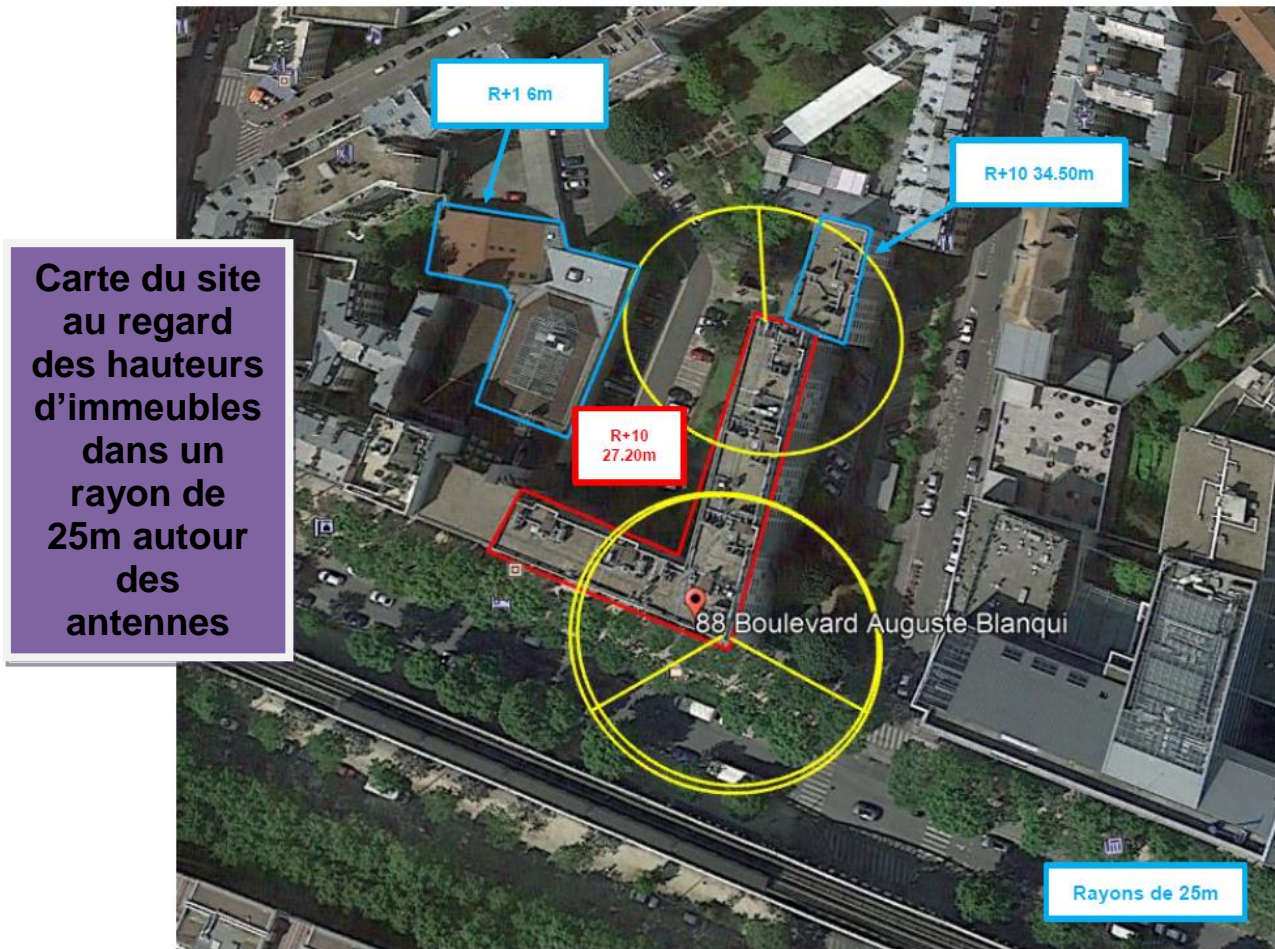 R+1 6m
R+10 34.50m
Carte du site
au regard
des hauteurs
d’immeubles
dans un
rayon de
25m autour
des
antennes
R+10
27.20m
88 Boulevard Auguste Blanqui
Rayons de 25m